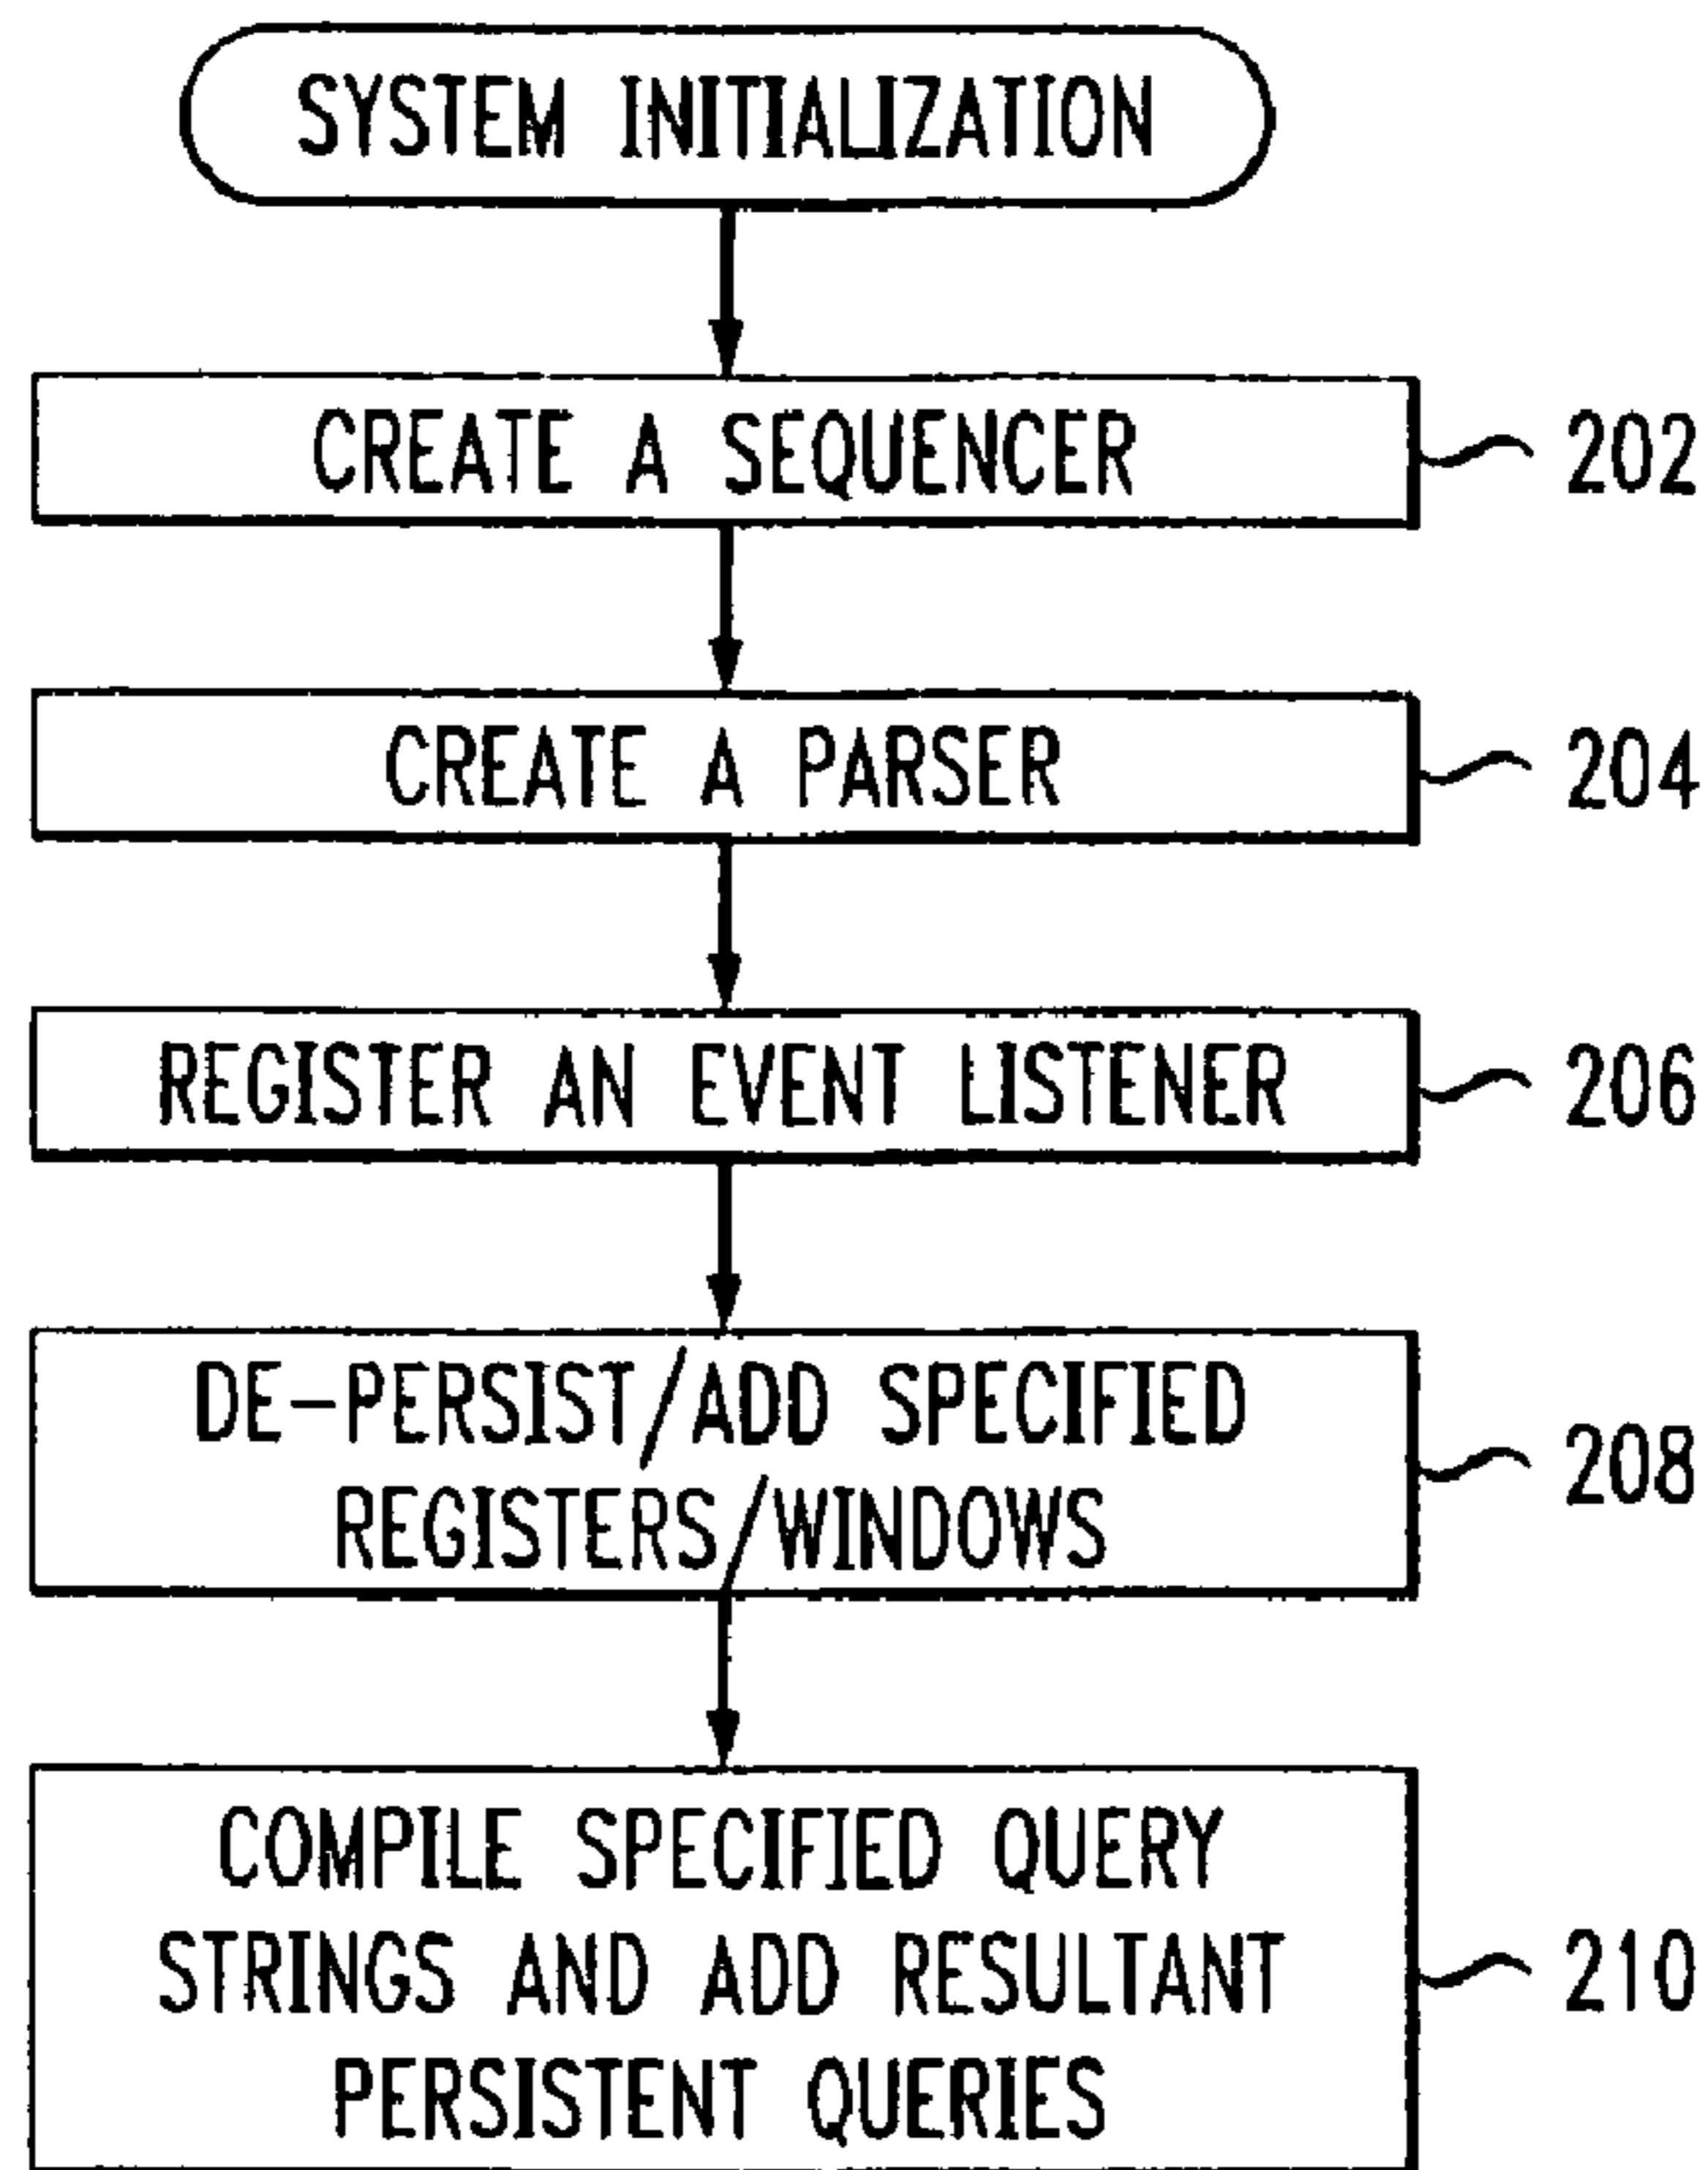 SYSTEM INITIALIZATION
CREATE A SEQUENCER
202
CREATE A PARSER
204
REGISTER AN EVENT LISTENER
206
DE-PERSIST/ADD SPECIFIED
REGISTERS/WINDOWS
208
COMPILE SPECIFIED QUERY
STRINGS AND ADD RESULTANT
PERSISTENT QUERIES
210